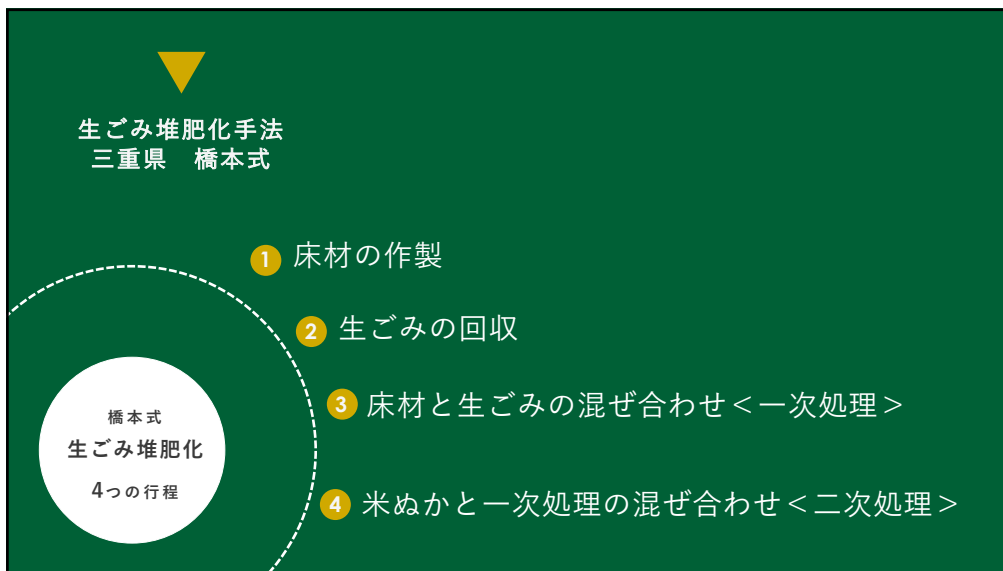 生ごみ堆肥化手法
三重県　橋本式
1 床材の作製
2 生ごみの回収
3 床材と生ごみの混ぜ合わせ＜一次処理＞
4 米ぬかと一次処理の混ぜ合わせ＜二次処理＞
橋本式
生ごみ堆肥化
4つの行程